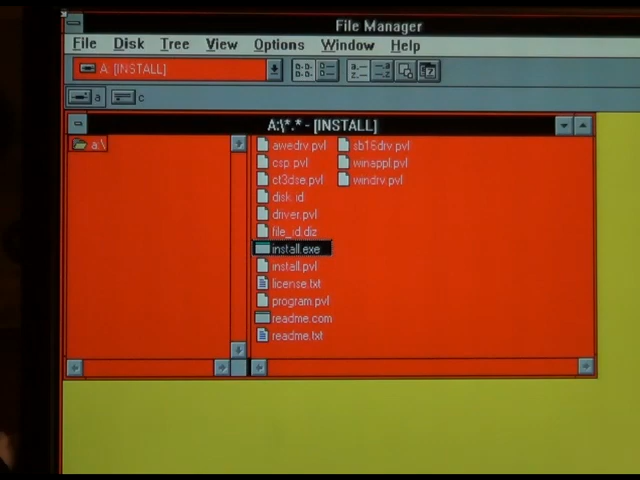 File Manager
File Disk Tree View Options Window Help
A: [INSTALL]
a c
A:\*.* - [INSTALL]
a:\
awedrv.pvl
csp.pvl
ct3dse.pvl
disk.id
driver.pvl
file_id.diz
install.exe
install.pvl
license.txt
program.pvl
readme.com
readme.txt
sb16drv.pvl
winappl.pvl
windrv.pvl